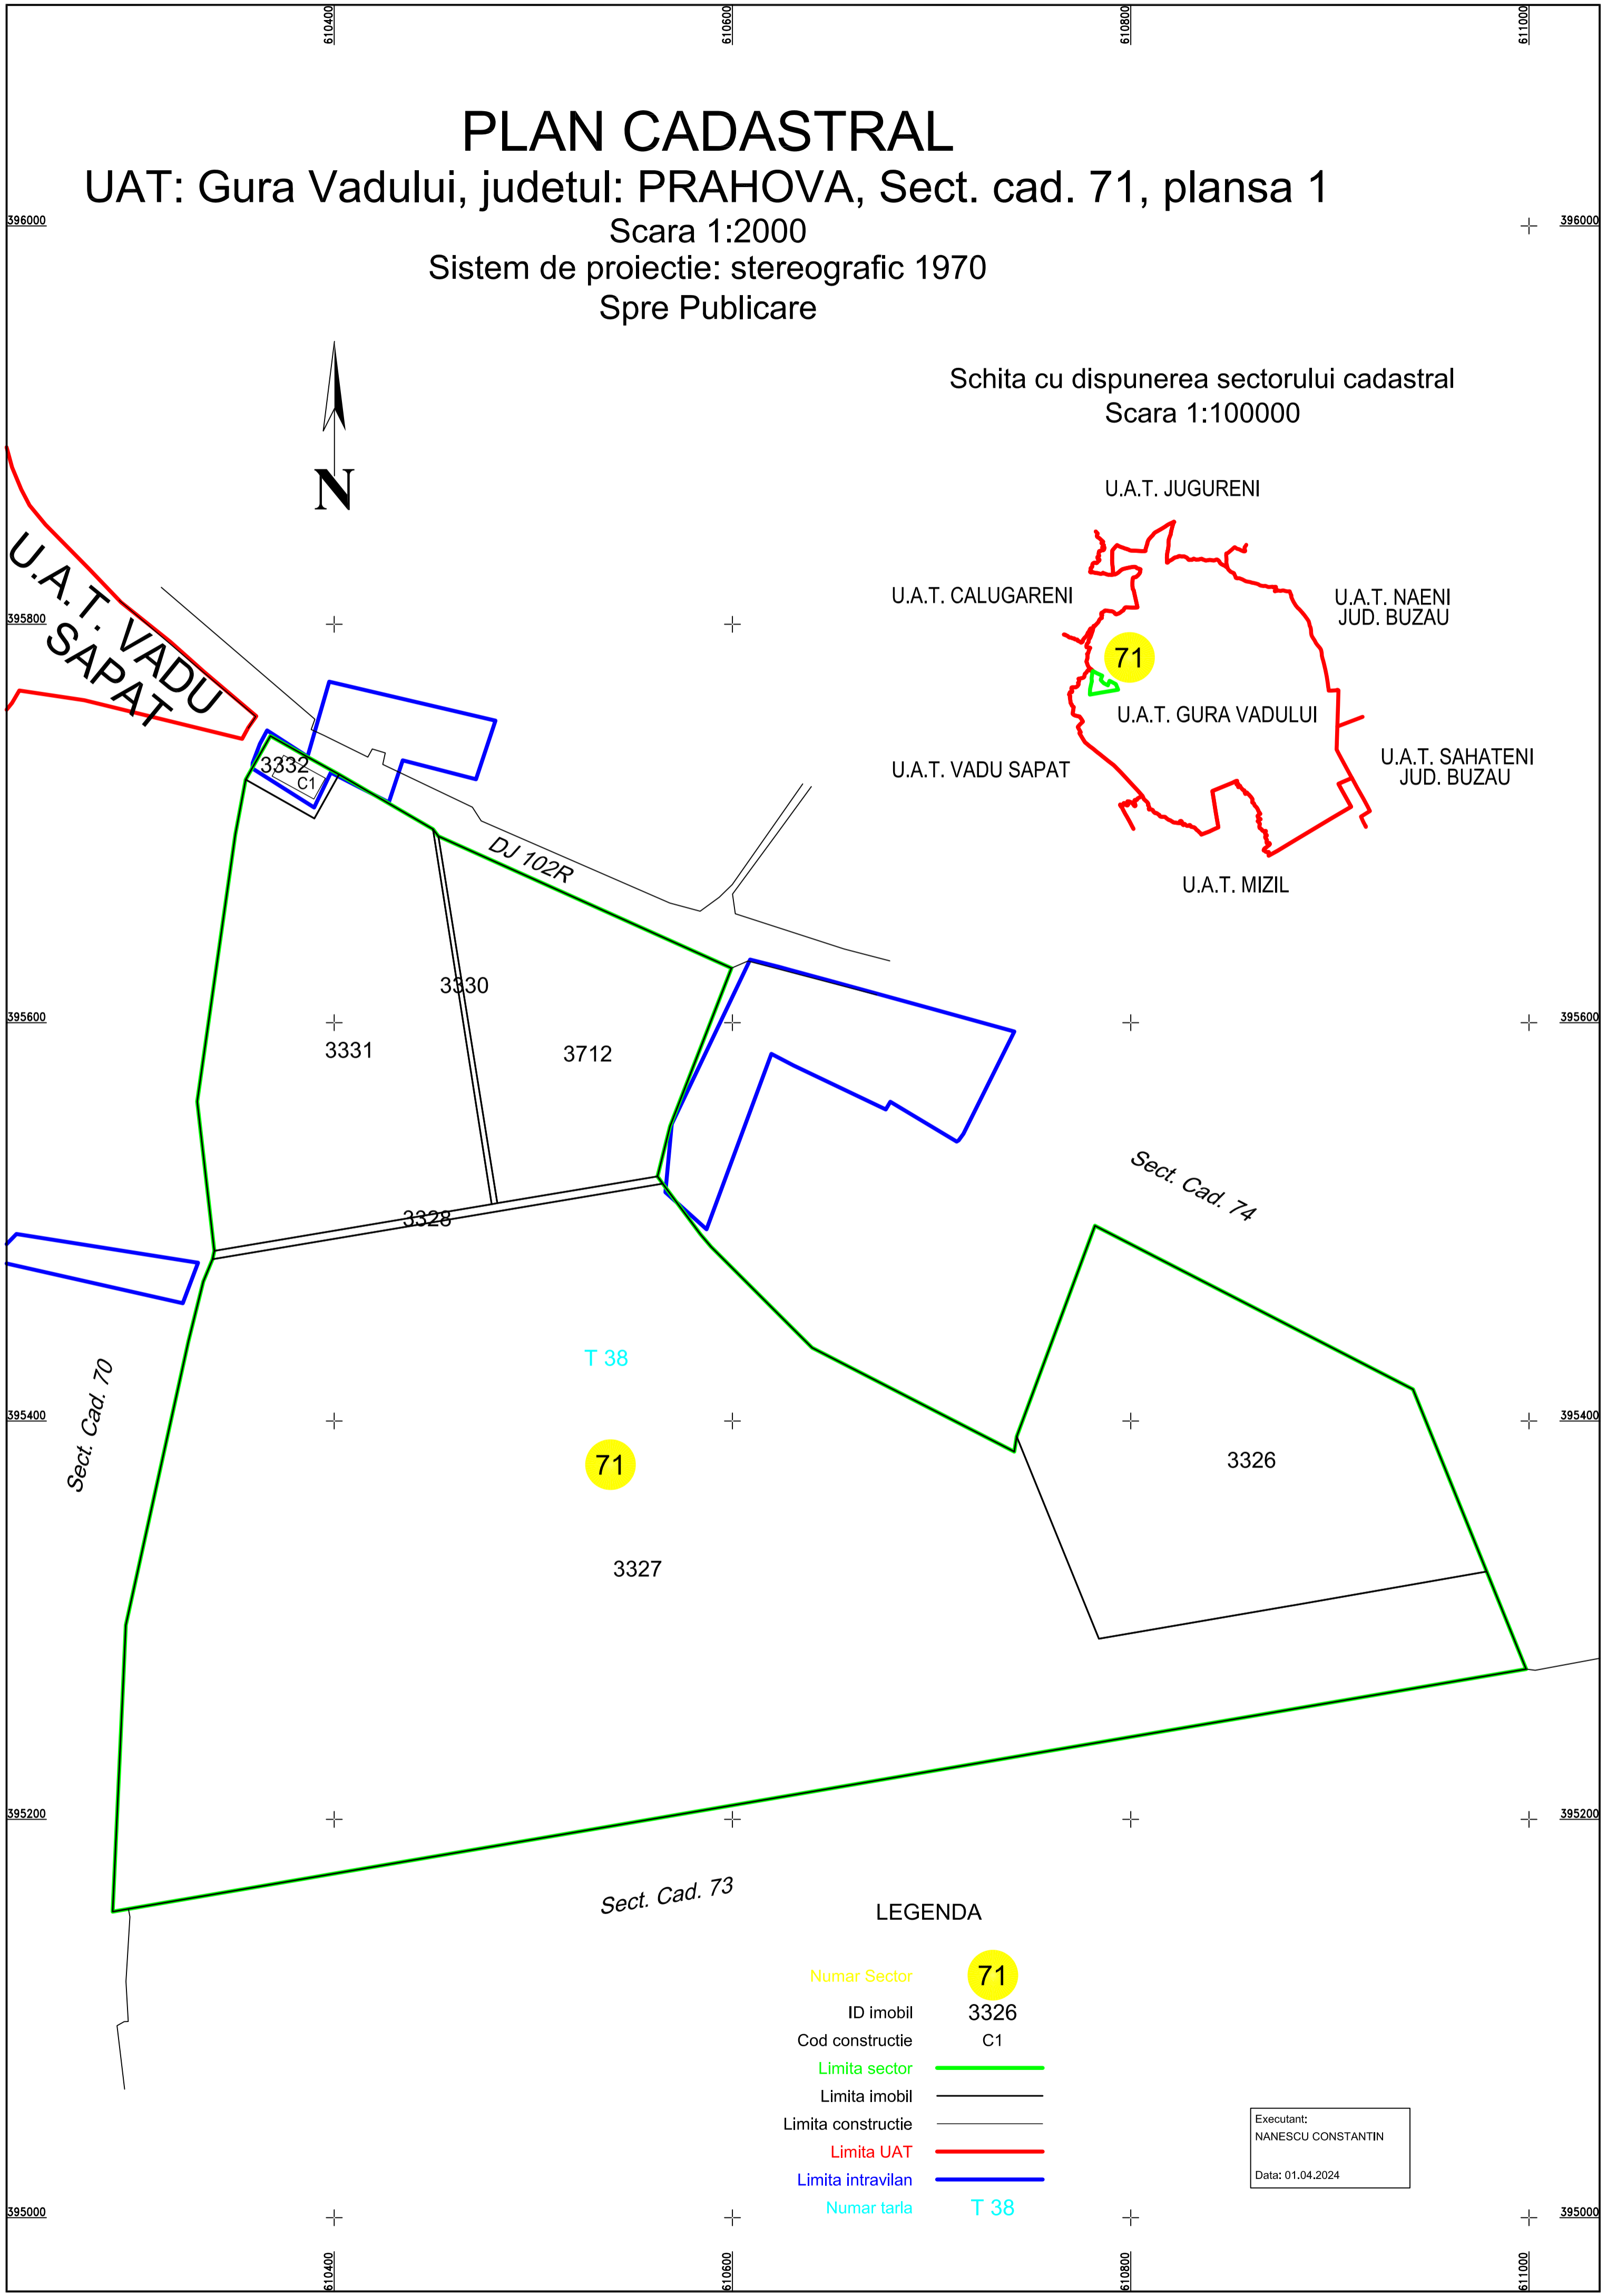 610400
610600
610800
611000
PLAN CADASTRAL
UAT: Gura Vadului, judetul: PRAHOVA, Sect. cad. 71, plansa 1
396000
396000
Scara 1:2000
Sistem de proiectie: stereografic 1970
Spre Publicare
Schita cu dispunerea sectorului cadastral
Scara 1:100000
N
U.A.T. JUGURENI
U.A.T. CALUGARENI
U.A.T. NAENI
JUD. BUZAU
71
U.A.T. GURA VADULUI
U.A.T. VADU SAPAT
U.A.T. SAHATENI
JUD. BUZAU
U.A.T. MIZIL
U.A.T. VADU
SAPAT
395800
3332
C1
DJ 102R
3330
395600
395600
3331
3712
Sect. Cad. 74
3328
T 38
Sect. Cad. 70
395400
395400
71
3326
3327
395200
395200
Sect. Cad. 73
LEGENDA
Numar Sector 71
ID imobil 3326
Cod constructie C1
Limita sector
Limita imobil
Limita constructie
Limita UAT
Limita intravilan
Numar tarla T 38
Executant:
NANESCU CONSTANTIN
Data: 01.04.2024
395000
395000
610400
610600
610800
611000